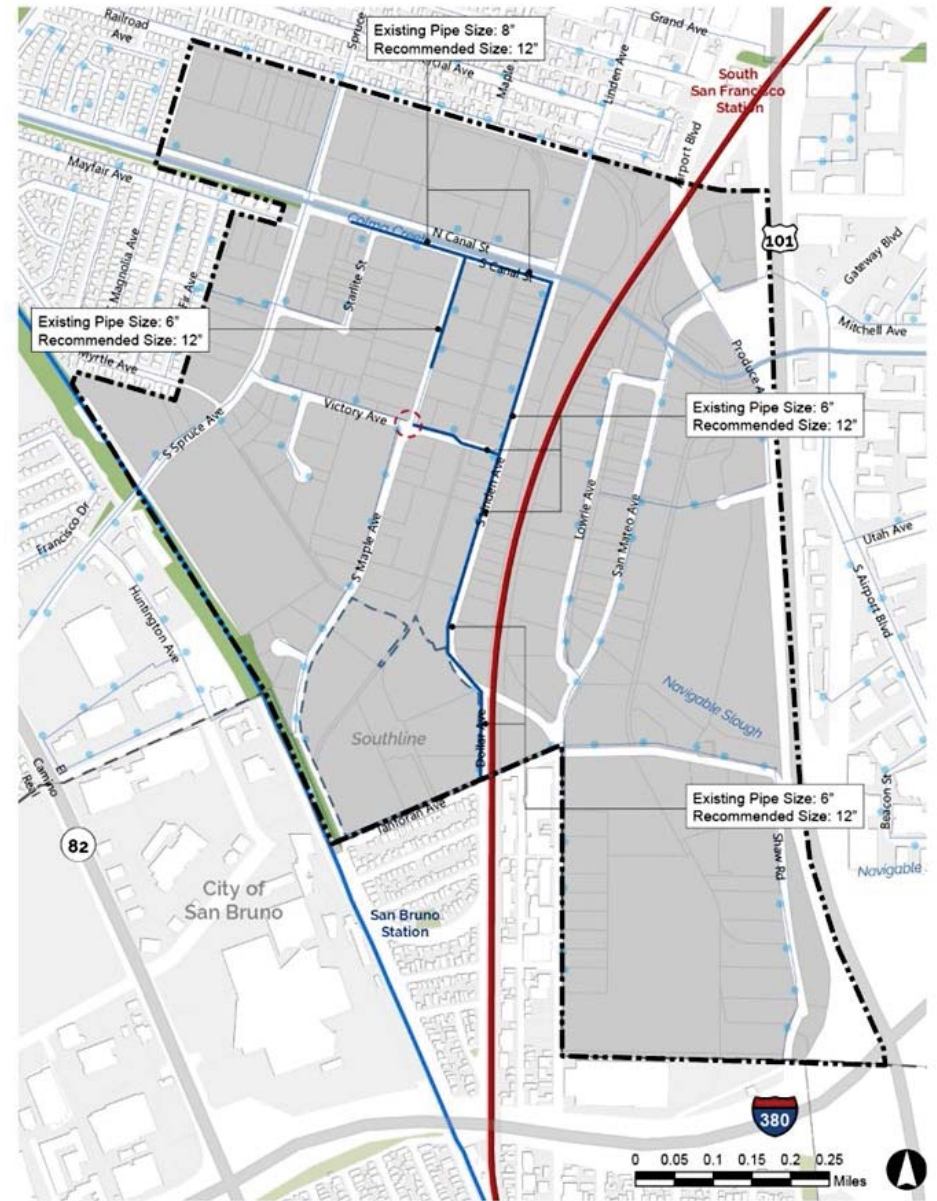 Railroad
Ave
Spruce
Existing Pipe Size: 8"
Recommended Size: 12"
Ave
Maple
Linden Ave
Grand Ave
South
San Francisco
Station
Airport Blvd
Mayfair Ave
Magnolia Ave
Fir Ave
Colma Creek
N Canal St
S Canal St
Starlite St
101
Gateway Blvd
Mitchell Ave
Existing Pipe Size: 6"
Recommended Size: 12"
Myrtle Ave
Produce A
Victory Ave
S Spruce Ave
Existing Pipe Size: 6"
Recommended Size: 12"
S Linden Ave
Lowrie Ave
San Mateo Ave
Utah Ave
Francisco Dr
S Maple Ave
S Airport Blvd
Huntington Ave
Navigable Slough
Southline
Dollar Ave
El
Camino
Real
Tanforan Ave
Existing Pipe Size: 6"
Recommended Size: 12"
Beacon St
Shaw Rd
82
Navigable
City of
San Bruno
San Bruno
Station
380
0 0.05 0.1 0.15 0.2 0.25
Miles